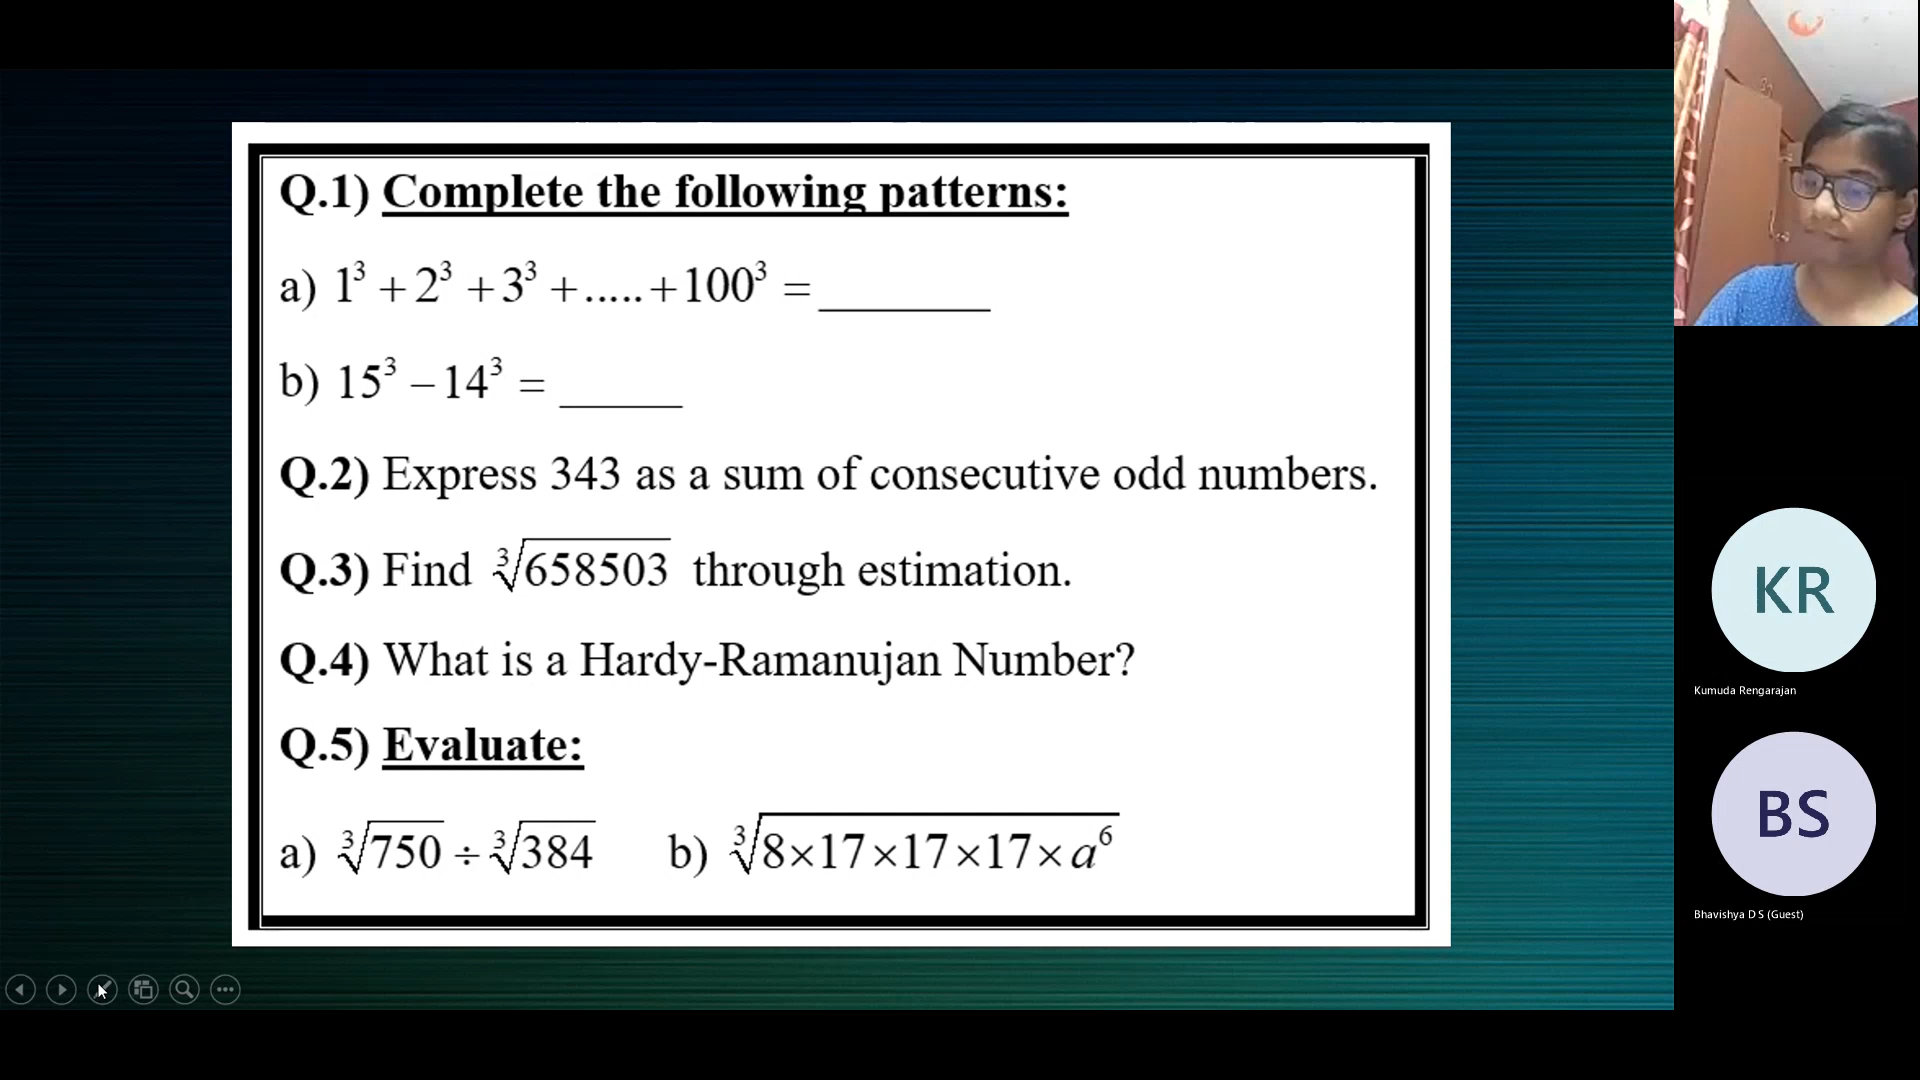 Q.1) Complete the following patterns:
a) 1³ + 2³ + 3³ + ..... + 100³ = ________
b) 15³ – 14³ = ______
Q.2) Express 343 as a sum of consecutive odd numbers.
Q.3) Find ∛658503 through estimation.
Q.4) What is a Hardy-Ramanujan Number?
Q.5) Evaluate:
a) ∛750 ÷ ∛384 b) ∛(8×17×17×17×a⁶)
KR
Kumuda Rengarajan
BS
Bhavishya D S (Guest)